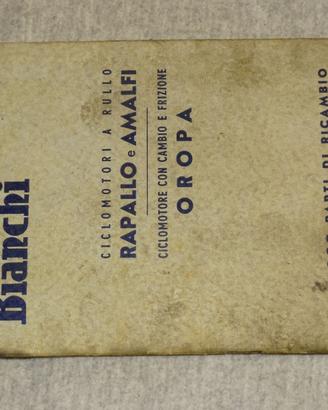 Bianchi
CICLOMOTORI A RULLO
RAPALLO e AMALFI
CICLOMOTORE CON CAMBIO E FRIZIONE
OROPA
PARTI DI RICAMBIO